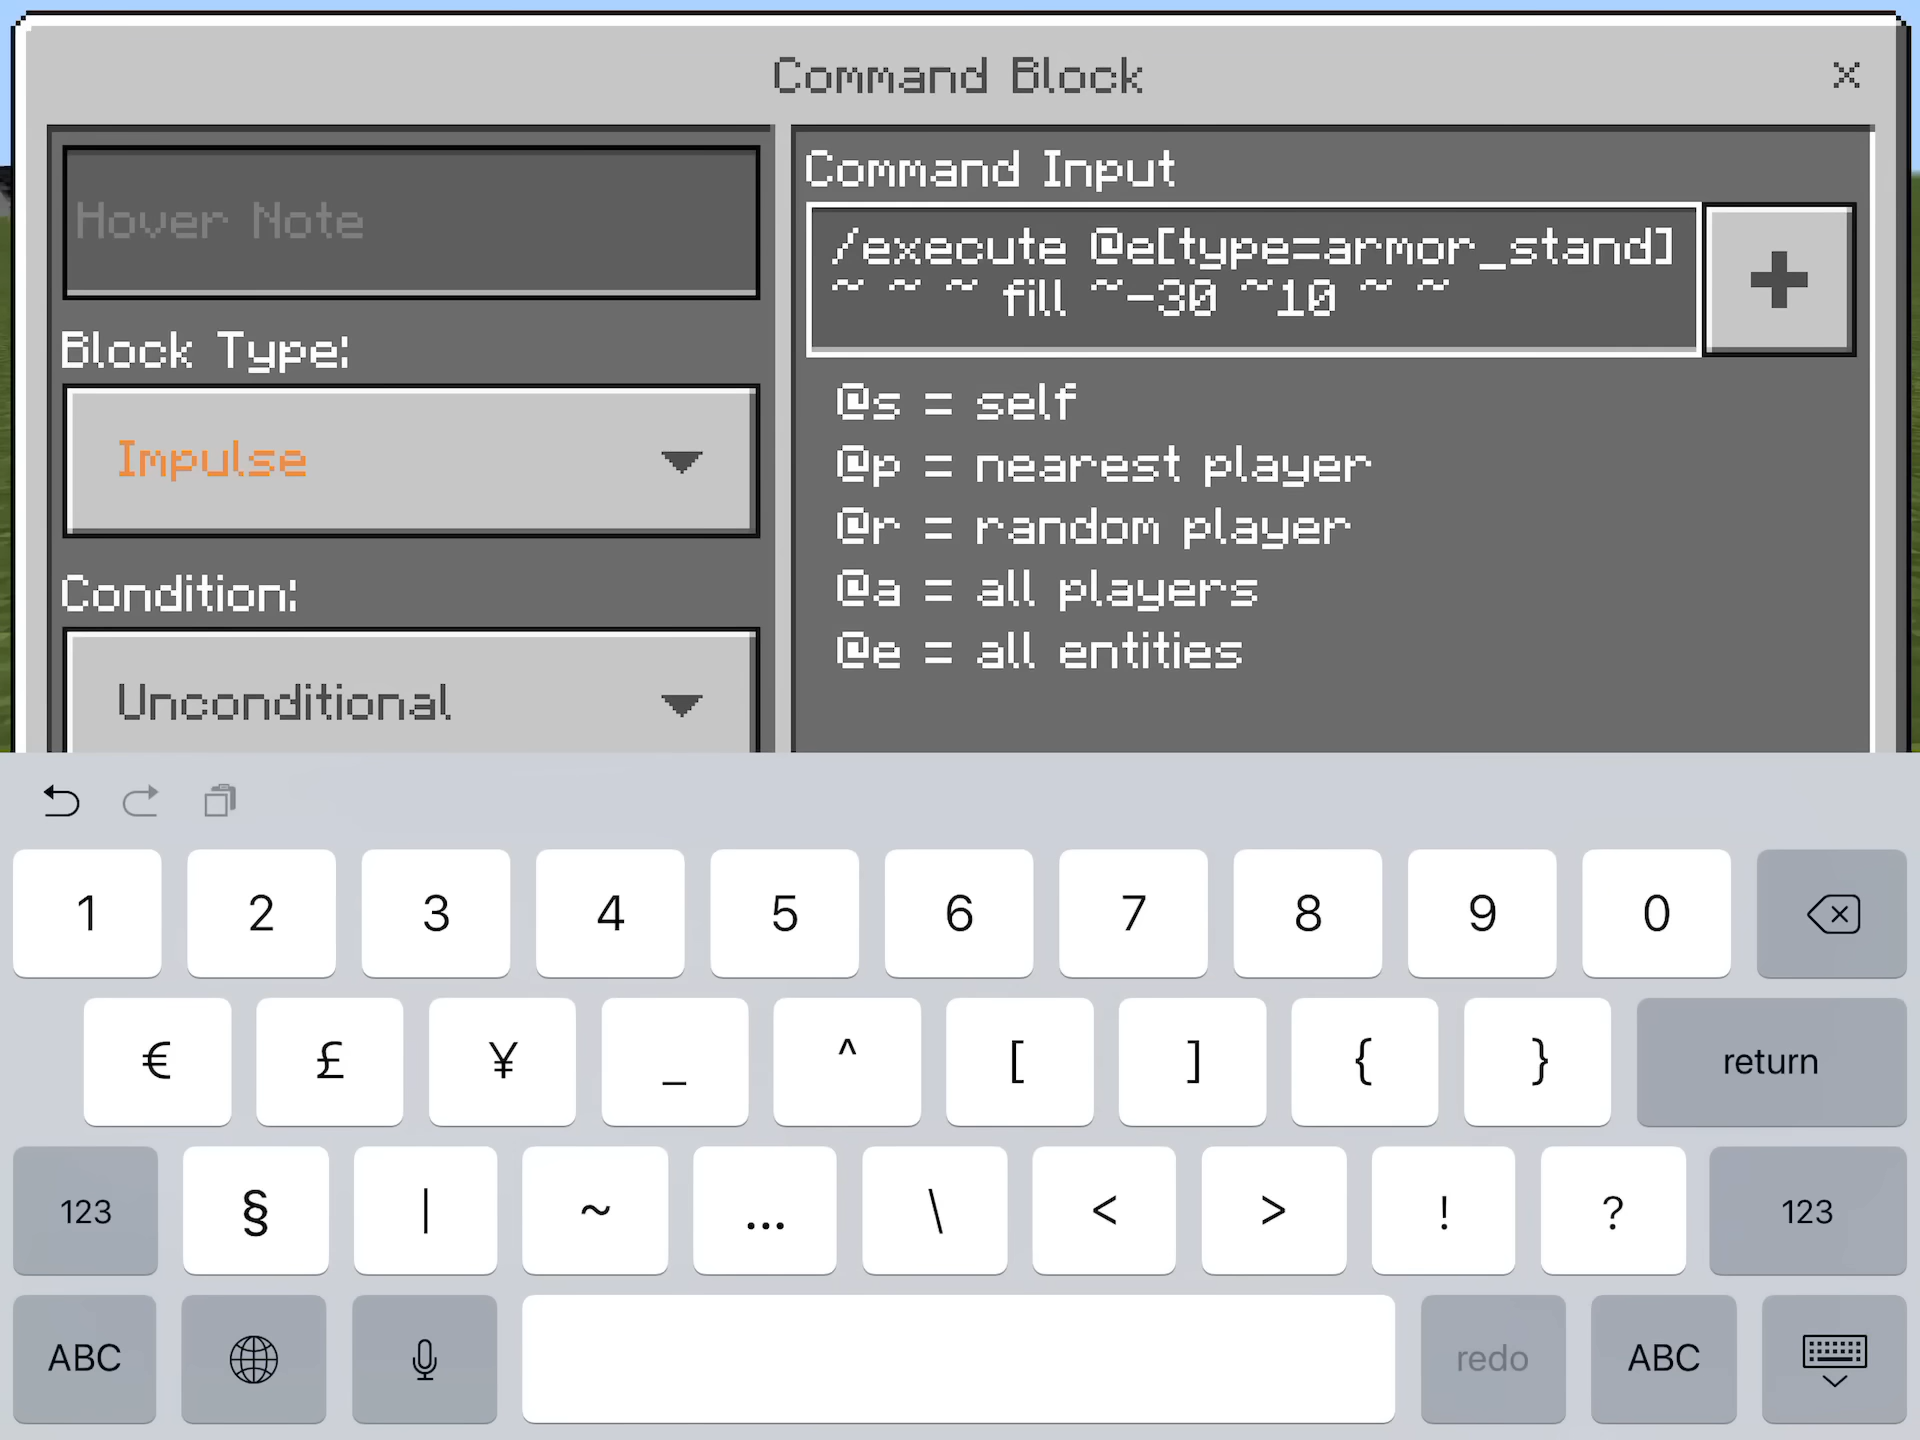 Command Block
Hover Note
Block Type:
Impulse
Condition:
Unconditional
Command Input
/execute @e[type=armor_stand]
~ ~ ~ fill ~-30 ~10 ~ ~
@s = self
@p = nearest player
@r = random player
@a = all players
@e = all entities
1 2 3 4 5 6 7 8 9 0
€ £ ¥ _ ^ [ ] { } return
123 § | ~ ... \ < > ! ? 123
ABC redo ABC